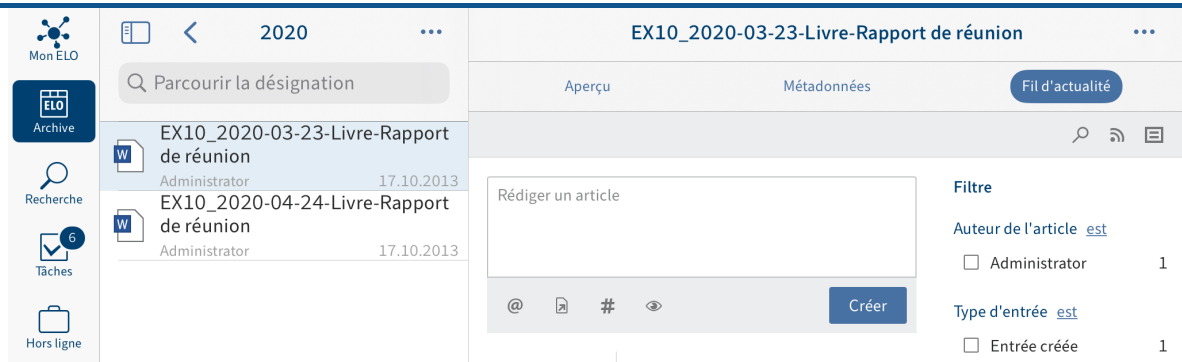 Mon ELO
ELO
Archive
Recherche
6
Tâches
Hors ligne
2020
Parcourir la désignation
W
EX10_2020-03-23-Livre-Rapport
de réunion
Administrator 17.10.2013
W
EX10_2020-04-24-Livre-Rapport
de réunion
Administrator 17.10.2013
EX10_2020-03-23-Livre-Rapport de réunion
Aperçu Métadonnées Fil d'actualité
Rédiger un article
@ #
Créer
Filtre
Auteur de l'article est
Administrator 1
Type d'entrée est
Entrée créée 1